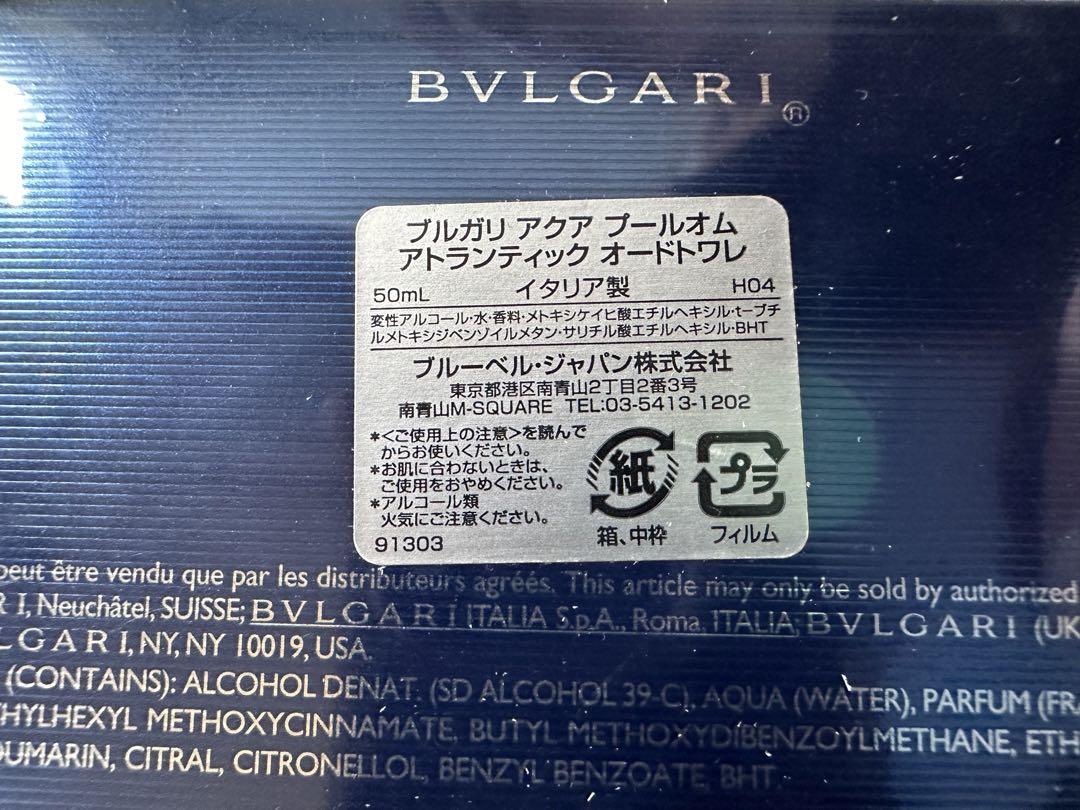 BVLGARI®
ブルガリ アクア プールオム
アトランティック オードトワレ
50mL イタリア製 H04
変性アルコール・水・香料・メトキシケイヒ酸エチルヘキシル・t-ブチ
ルメトキシジベンゾイルメタン・サリチル酸エチルヘキシル・BHT
ブルーベル・ジャパン株式会社
東京都港区南青山2丁目2番3号
南青山M-SQUARE TEL:03-5413-1202
*<ご使用上の注意>を読んで
からお使いください。
*お肌に合わないときは、
ご使用をおやめください。
*アルコール類
火気にご注意ください。
91303
紙
箱、中枠
プラ
フィルム
peut être vendu que par les distributeurs agréés. This article may only be sold by authorized
R I, Neuchâtel, SUISSE; BVLGARI ITALIA S.p.A., Roma, ITALIA; BVLGARI (UK
LGARI, NY, NY 10019, USA.
(CONTAINS): ALCOHOL DENAT. (SD ALCOHOL 39-C), AQUA (WATER), PARFUM (FRA
HYLHEXYL METHOXYCINNAMATE, BUTYL METHOXYDIBENZOYLMETHANE, ETH
OUMARIN, CITRAL, CITRONELLOL, BENZYL BENZOATE, BHT.